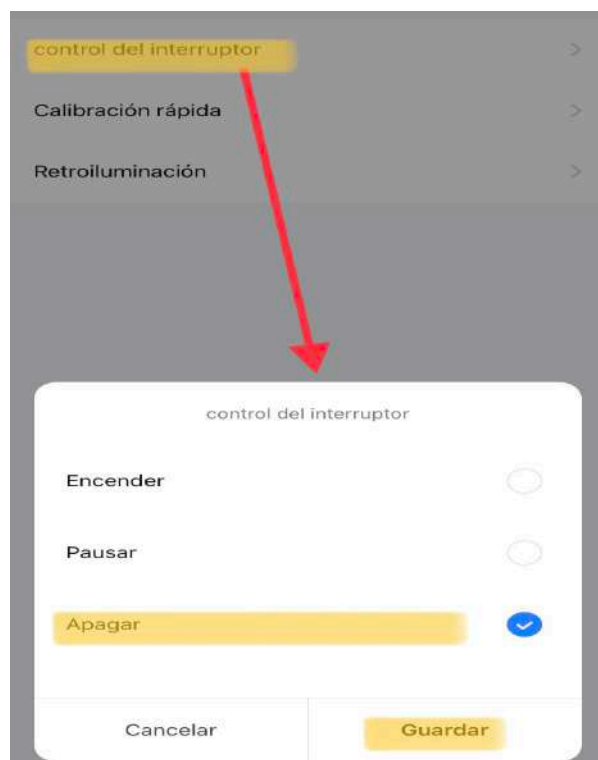 control del interruptor
Calibración rápida
Retroiluminación
control del interruptor
Encender
Pausar
Apagar
Cancelar
Guardar